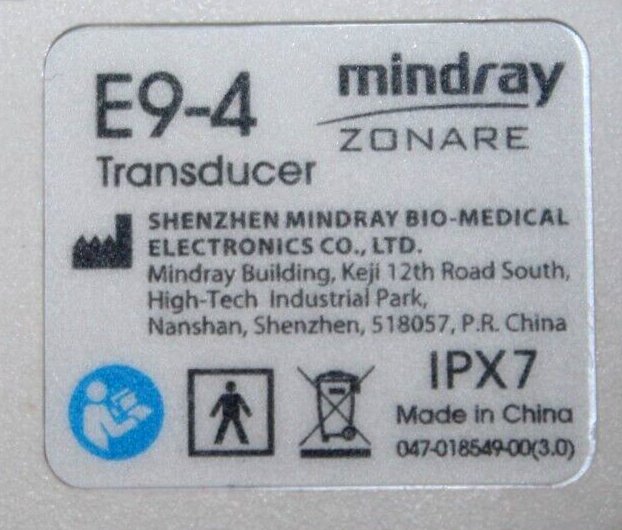 E9-4
Transducer
mindray
ZONARE
SHENZHEN MINDRAY BIO-MEDICAL
ELECTRONICS CO., LTD.
Mindray Building, Keji 12th Road South,
High-Tech Industrial Park,
Nanshan, Shenzhen, 518057, P.R. China
IPX7
Made in China
047-018549-00(3.0)